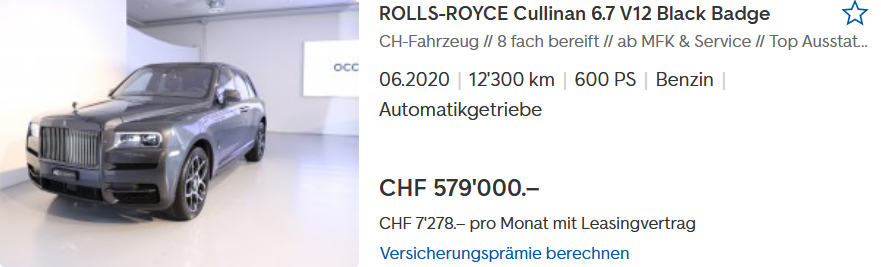 ROLLS-ROYCE Cullinan 6.7 V12 Black Badge
CH-Fahrzeug // 8 fach bereift // ab MFK & Service // Top Ausstat...
occ
06.2020 | 12'300 km | 600 PS | Benzin |
Automatikgetriebe
CHF 579'000.–
CHF 7'278.– pro Monat mit Leasingvertrag
Versicherungsprämie berechnen